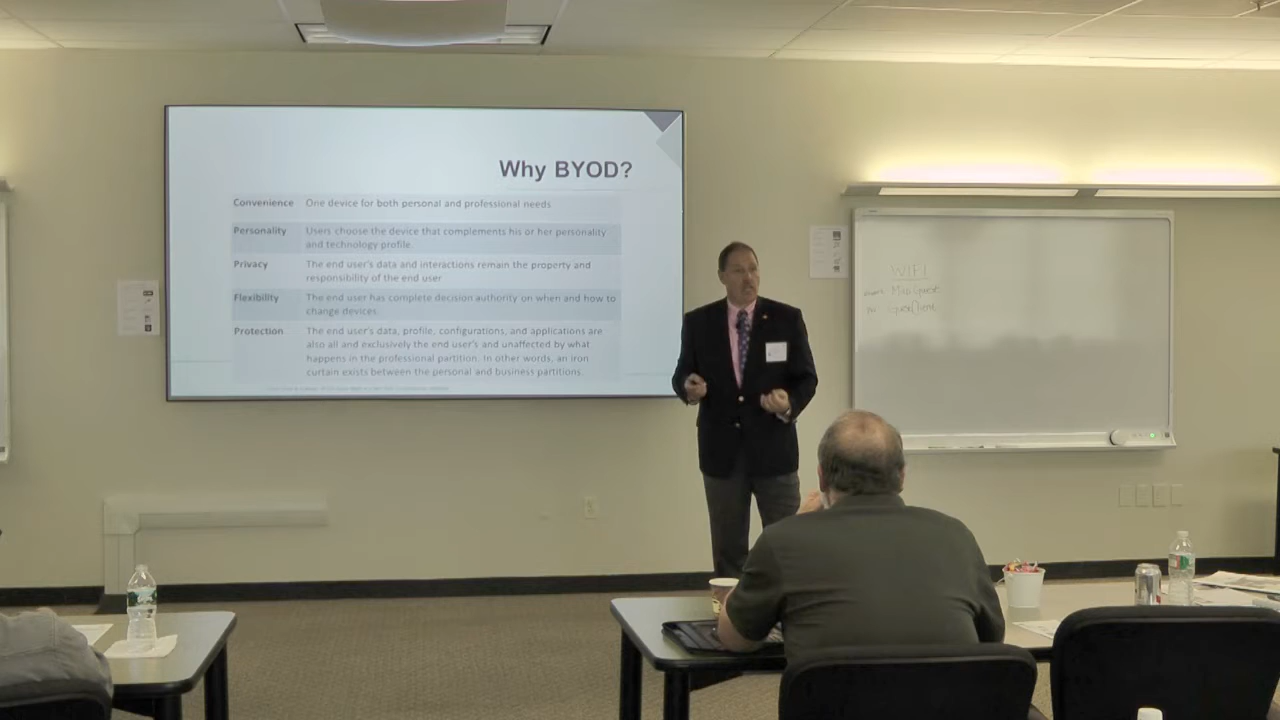 Why BYOD?
Convenience One device for both personal and professional needs
Personality Users choose the device that complements his or her personality
and technology profile.
Privacy The end user's data and interactions remain the property and
responsibility of the end user
Flexibility The end user has complete decision authority on when and how to
change devices.
Protection The end user's data, profile, configurations, and applications are
also all and exclusively the end user's and unaffected by what
happens in the professional partition. In other words, an iron
curtain exists between the personal and business partitions.
WIFI